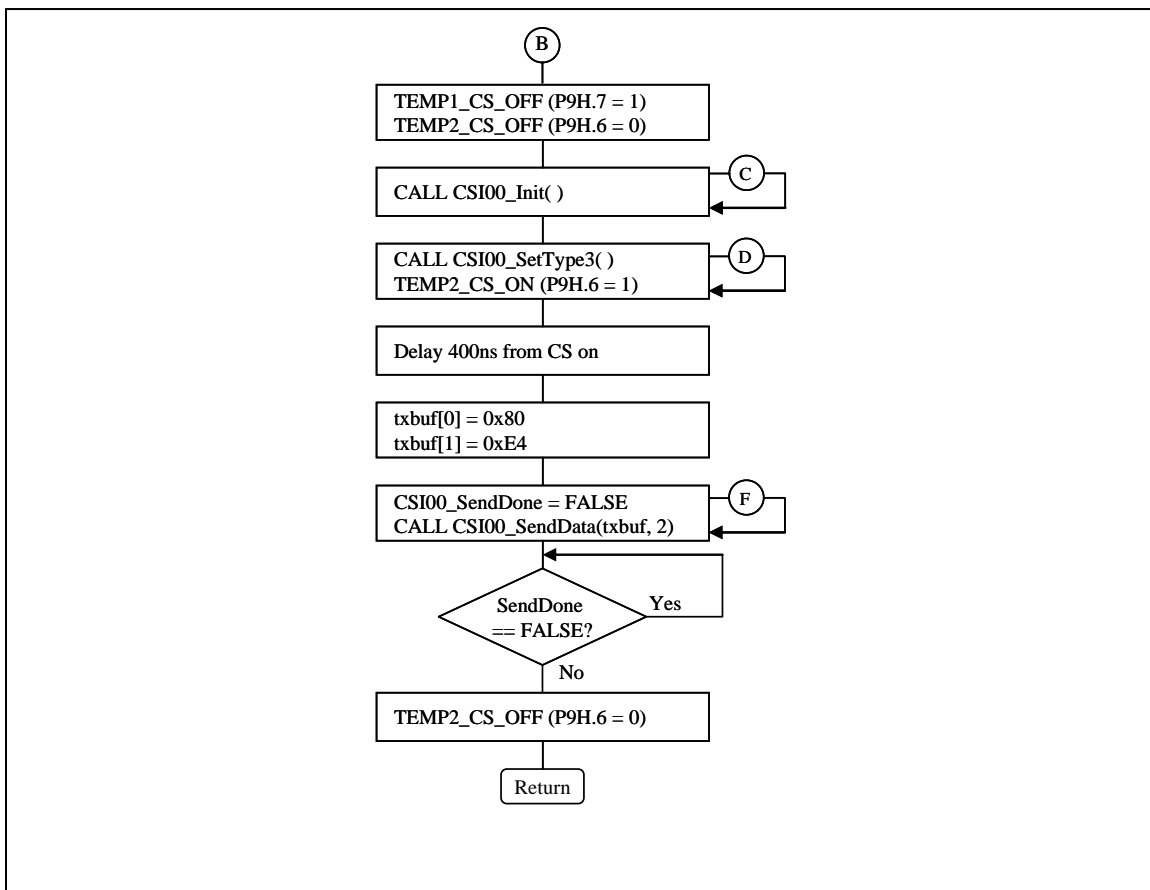 B
TEMP1_CS_OFF (P9H.7 = 1)
TEMP2_CS_OFF (P9H.6 = 0)
CALL CSI00_Init( )
C
CALL CSI00_SetType3( )
TEMP2_CS_ON (P9H.6 = 1)
D
Delay 400ns from CS on
txbuf[0] = 0x80
txbuf[1] = 0xE4
CSI00_SendDone = FALSE
CALL CSI00_SendData(txbuf, 2)
F
SendDone
== FALSE?
Yes
No
TEMP2_CS_OFF (P9H.6 = 0)
Return